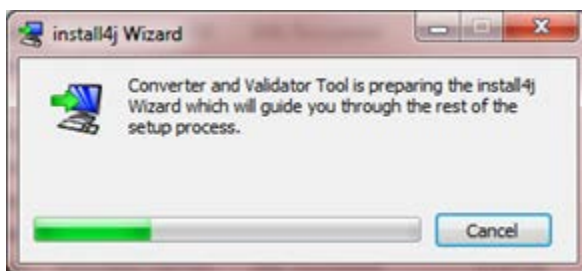 install4j Wizard
Converter and Validator Tool is preparing the install4j
Wizard which will guide you through the rest of the
setup process.
Cancel